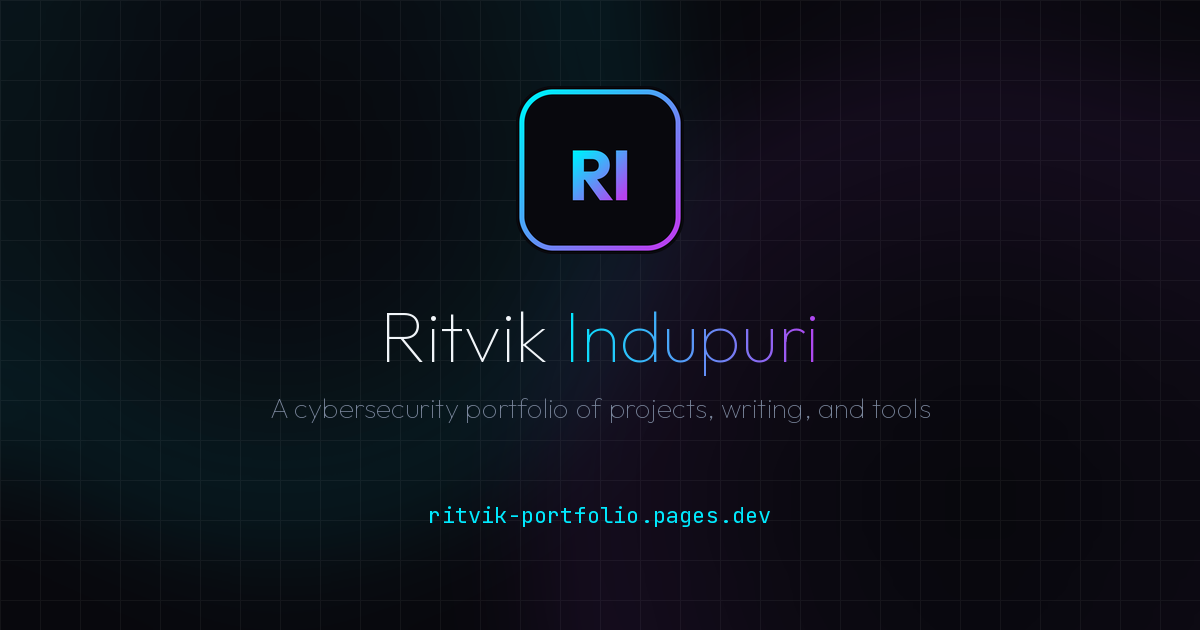 RI
Ritvik Indupuri
A cybersecurity portfolio of projects, writing, and tools
ritvik-portfolio.pages.dev